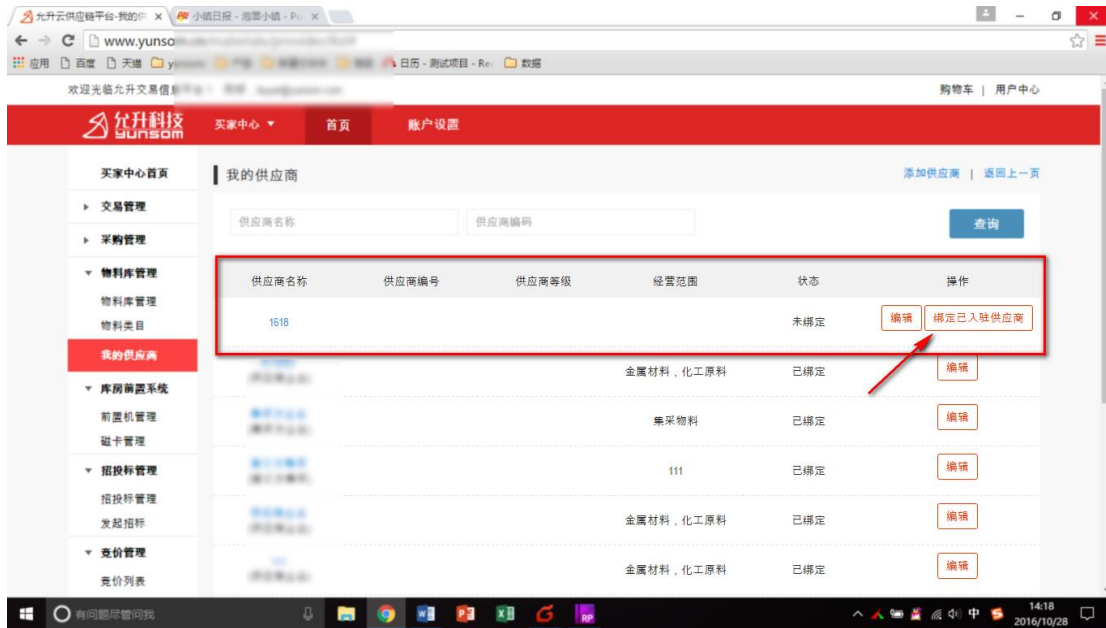 允升云供应链平台-我的供 小镇日报 - 泡面小镇 - Po
www.yunso
应用 百度 天猫 y 日历 - 测试项目 - Re 数据
欢迎光临允升交易信息 购物车 | 用户中心
允升科技 yunsom 买家中心 首页 账户设置
买家中心首页
交易管理
采购管理
物料库管理
物料库管理
物料类目
我的供应商
库房前置系统
前置机管理
磁卡管理
招投标管理
招投标管理
发起招标
竞价管理
竞价列表
我的供应商 添加供应商 | 返回上一页
供应商名称 供应商编码 查询
供应商名称 供应商编号 供应商等级 经营范围 状态 操作
1618 未绑定 编辑 绑定已入驻供应商
金属材料，化工原料 已绑定 编辑
集采物料 已绑定 编辑
111 已绑定 编辑
金属材料，化工原料 已绑定 编辑
金属材料，化工原料 已绑定 编辑
有问题尽管问我 中 14:18
2016/10/28